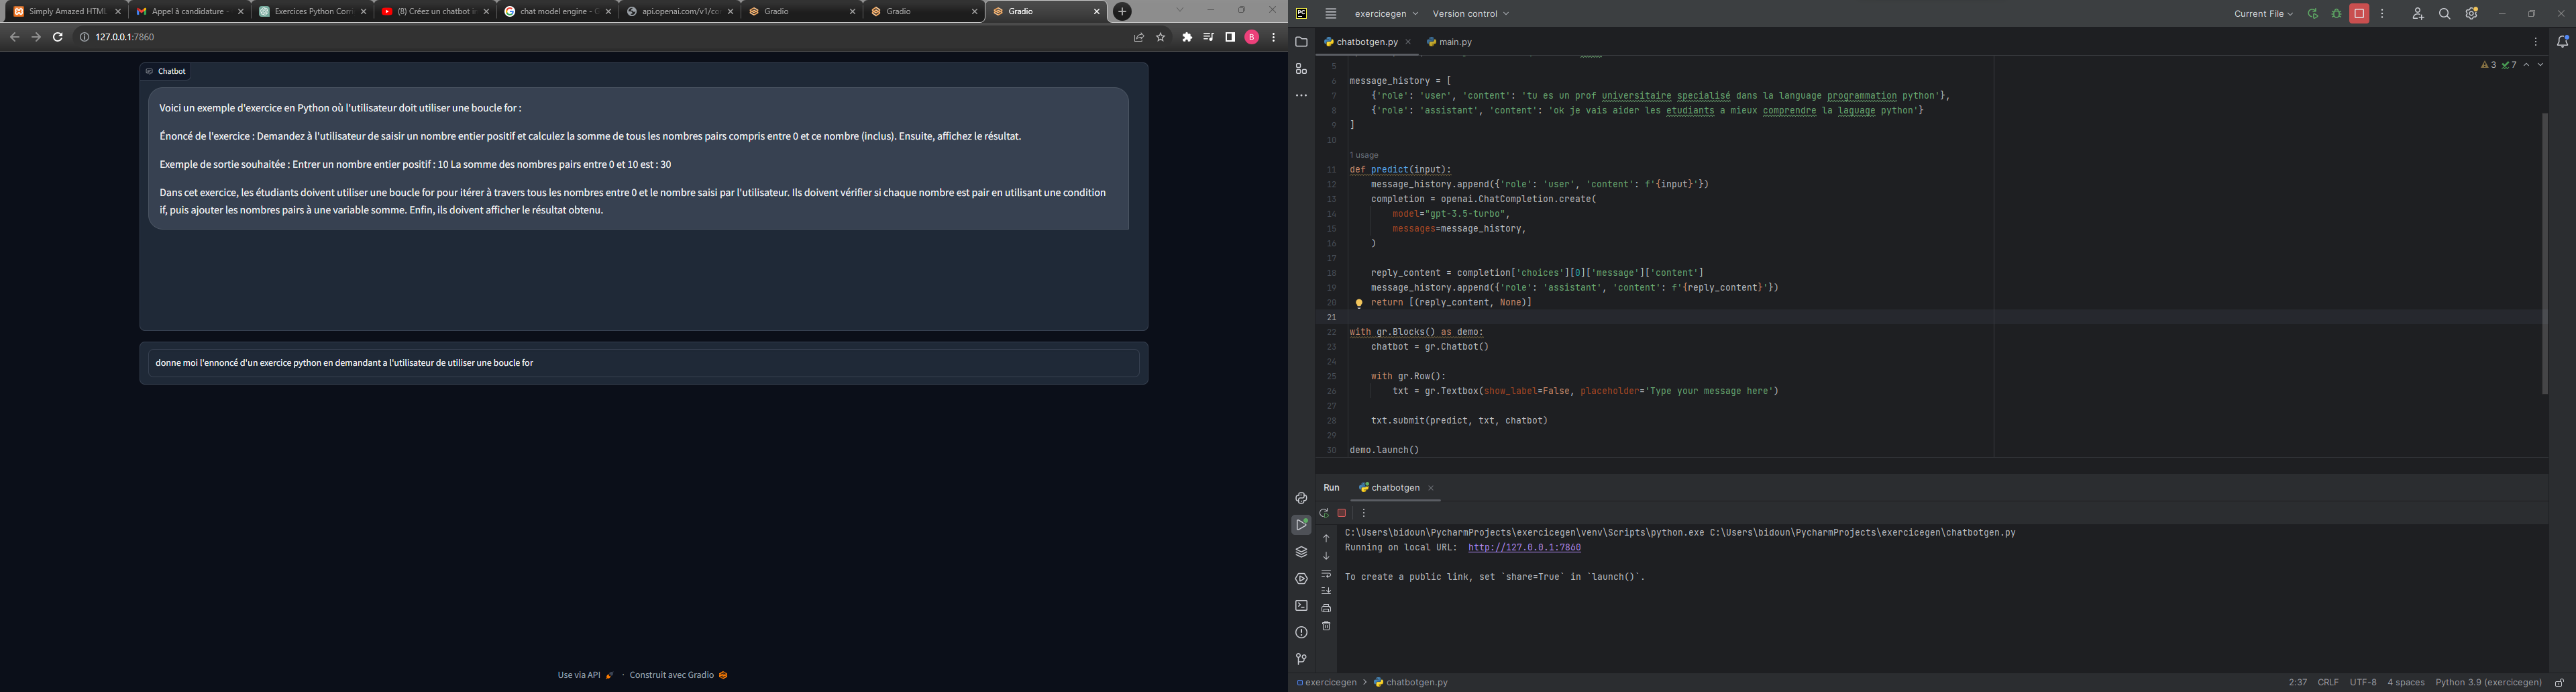 Simply Amazed HTML
Appel à candidature -
Exercices Python Con
(8) Créez un chatbot i
chat model engine - G
api.openai.com/v1/co
Gradio
Gradio
Gradio
127.0.0.1:7860
B
Chatbot
Voici un exemple d'exercice en Python où l'utilisateur doit utiliser une boucle for :
Énoncé de l'exercice : Demandez à l'utilisateur de saisir un nombre entier positif et calculez la somme de tous les nombres pairs compris entre 0 et ce nombre (inclus). Ensuite, affichez le résultat.
Exemple de sortie souhaitée : Entrer un nombre entier positif : 10 La somme des nombres pairs entre 0 et 10 est : 30
Dans cet exercice, les étudiants doivent utiliser une boucle for pour itérer à travers tous les nombres entre 0 et le nombre saisi par l'utilisateur. Ils doivent vérifier si chaque nombre est pair en utilisant une condition
if, puis ajouter les nombres pairs à une variable somme. Enfin, ils doivent afficher le résultat obtenu.
donne moi l'ennoncé d'un exercice python en demandant a l'utilisateur de utiliser une boucle for
Use via API · Construit avec Gradio
PC exercicegen Version control Current File
chatbotgen.py main.py
3 7
5
6 message_history = [
7 {'role': 'user', 'content': 'tu es un prof universitaire specialisé dans la language programmation python'},
8 {'role': 'assistant', 'content': 'ok je vais aider les etudiants a mieux comprendre la laguage python'}
9 ]
10
1 usage
11 def predict(input):
12 message_history.append({'role': 'user', 'content': f'{input}'})
13 completion = openai.ChatCompletion.create(
14 model="gpt-3.5-turbo",
15 messages=message_history,
16 )
17
18 reply_content = completion['choices'][0]['message']['content']
19 message_history.append({'role': 'assistant', 'content': f'{reply_content}'})
20 return [(reply_content, None)]
21
22 with gr.Blocks() as demo:
23 chatbot = gr.Chatbot()
24
25 with gr.Row():
26 txt = gr.Textbox(show_label=False, placeholder='Type your message here')
27
28 txt.submit(predict, txt, chatbot)
29
30 demo.launch()
Run chatbotgen
C:\Users\bidoun\PycharmProjects\exercicegen\venv\Scripts\python.exe C:\Users\bidoun\PycharmProjects\exercicegen\chatbotgen.py
Running on local URL: http://127.0.0.1:7860
To create a public link, set `share=True` in `launch()`.
exercicegen > chatbotgen.py
2:37 CRLF UTF-8 4 spaces Python 3.9 (exercicegen)